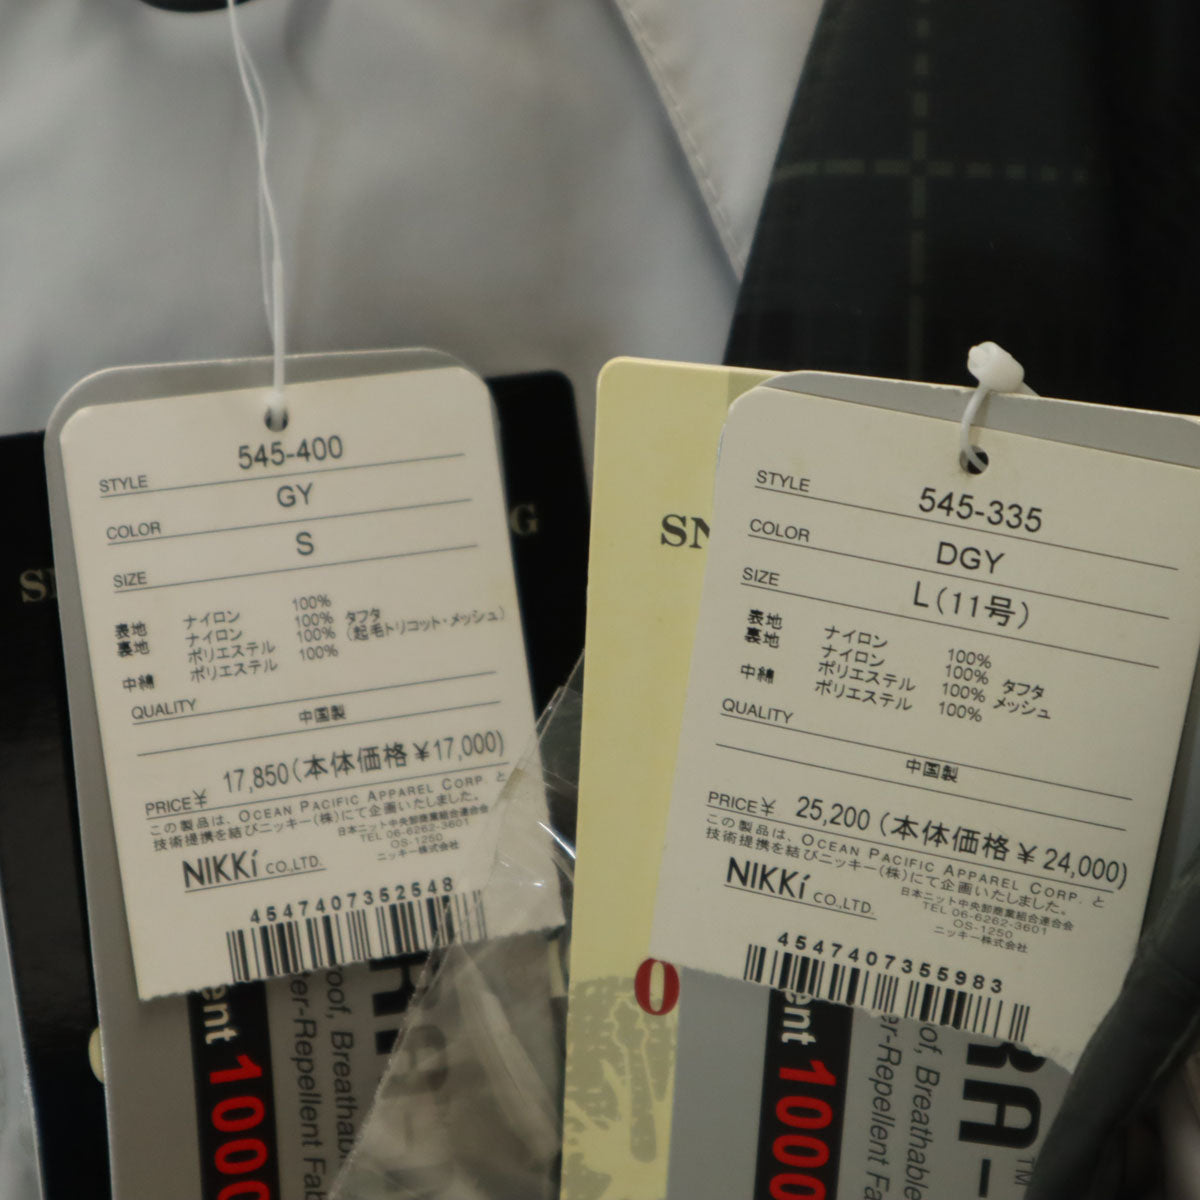 545-400
STYLE
GY
COLOR
S
SIZE
表地 ナイロン 100%
裏地 ナイロン 100% タフタ
ポリエステル 100% (起毛トリコット・メッシュ)
中綿 ポリエステル 100%
QUALITY
中国製
PRICE¥ 17,850(本体価格¥17,000)
この製品は、OCEAN PACIFIC APPAREL CORP. と
技術提携を結びニッキー(株)にて企画いたしました。
日本ニット中央卸商業組合連合会
TEL 06-6262-3601
OS-1250
ニッキー株式会社
NIKKi CO.,LTD.
4547407352548
1000
SN
STYLE 545-335
COLOR DGY
SIZE L(11号)
表地 ナイロン 100%
裏地 ナイロン 100% タフタ
ポリエステル 100% メッシュ
中綿 ポリエステル 100%
QUALITY
中国製
PRICE¥ 25,200(本体価格¥24,000)
この製品は、OCEAN PACIFIC APPAREL CORP. と
技術提携を結びニッキー(株)にて企画いたしました。
日本ニット中央卸商業組合連合会
TEL 06-6262-3601
OS-1250
ニッキー株式会社
NIKKi CO.,LTD.
4547407355983
O
1000
of, Breathable
er-Repellent Fa
RA-™